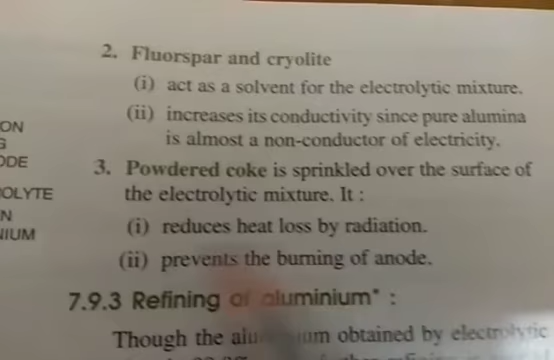 2. Fluorspar and cryolite
(i) act as a solvent for the electrolytic mixture.
(ii) increases its conductivity since pure alumina
is almost a non-conductor of electricity.
3. Powdered coke is sprinkled over the surface of
the electrolytic mixture. It :
(i) reduces heat loss by radiation.
(ii) prevents the burning of anode.
7.9.3 Refining of aluminium* :
Though the obtained by electrolytic
ON
ODE
OLYTE
N
NIUM